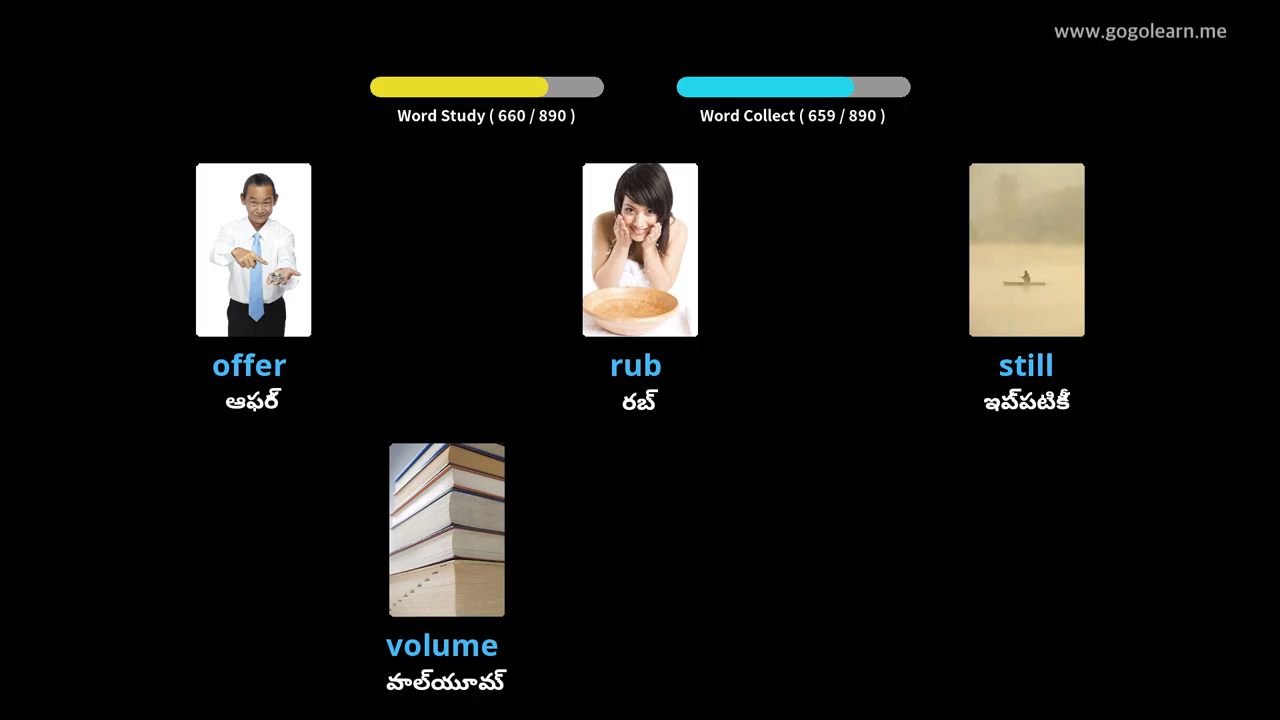 www.gogolearn.me
Word Study ( 660 / 890 )
Word Collect ( 659 / 890 )
offer
ఆఫర్
rub
రబ్
still
ఇప్పటికీ
volume
వాల్యూమ్